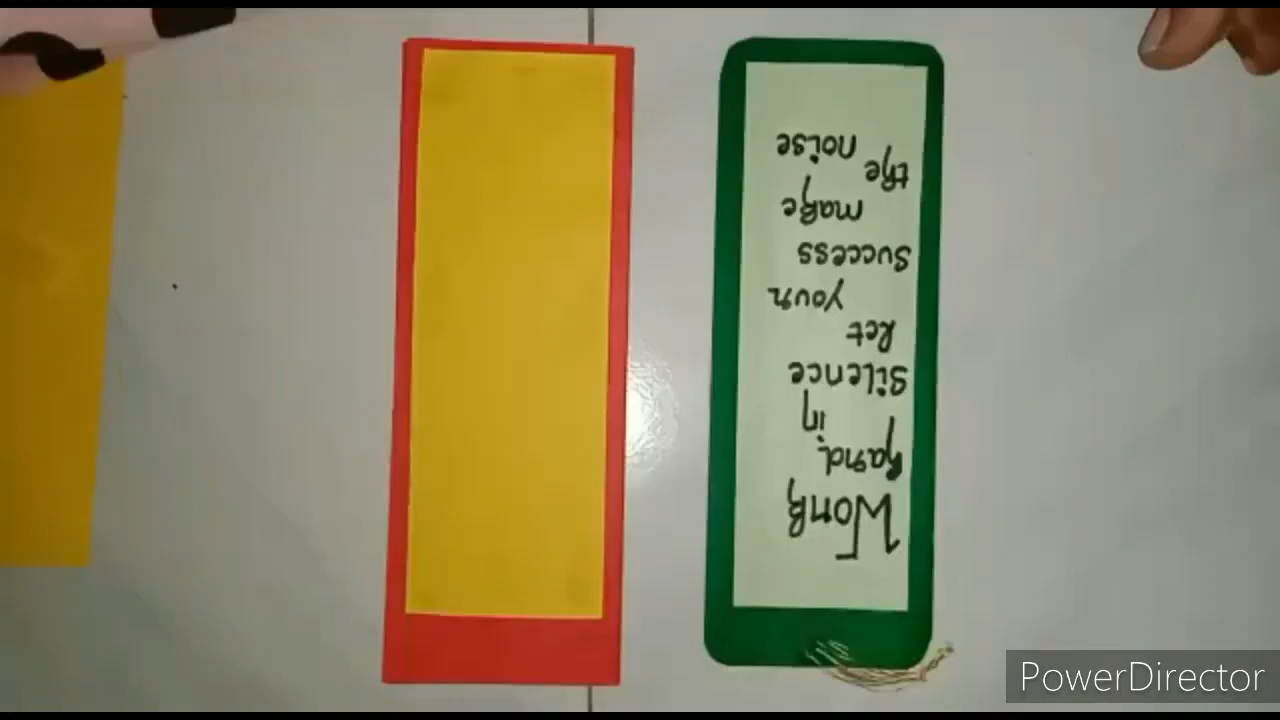 Work
hard in
silence
let
your
success
make
the
noise
PowerDirector